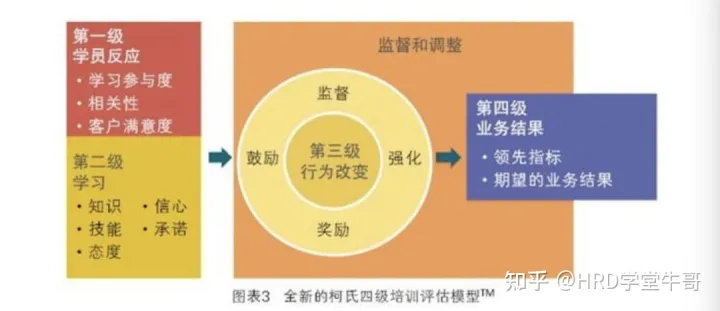 第一级
学员反应
• 学习参与度
• 相关性
• 客户满意度
第二级
学习
• 知识 • 信心
• 技能 • 承诺
• 态度
监督和调整
监督
鼓励
第三级
行为改变
强化
奖励
第四级
业务结果
• 领先指标
• 期望的业务结果
知乎 @HRD学堂牛哥
图表3 全新的柯氏四级培训评估模型™